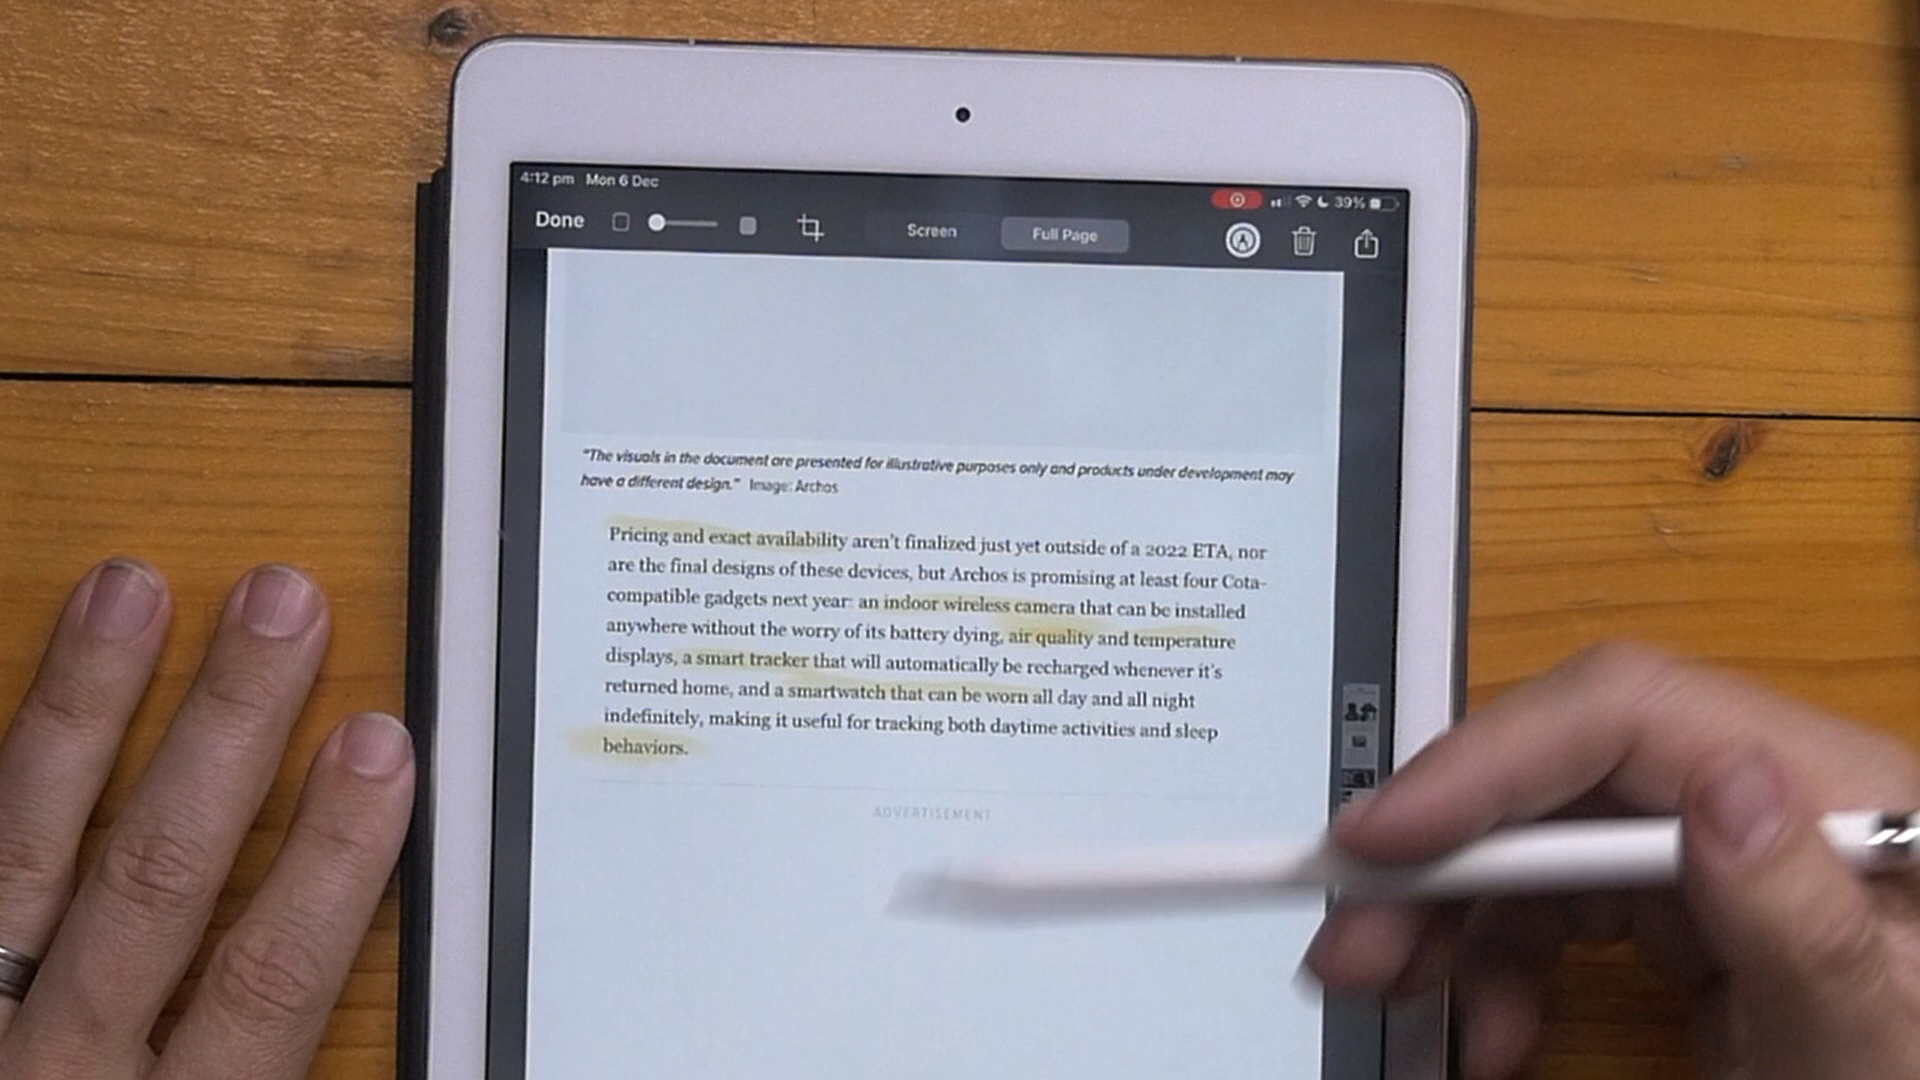 4:12 pm Mon 6 Dec
39%
Done
Screen
Full Page
"The visuals in the document are presented for illustrative purposes only and products under development may
have a different design." Image: Archos
Pricing and exact availability aren't finalized just yet outside of a 2022 ETA, nor
are the final designs of these devices, but Archos is promising at least four Cota-
compatible gadgets next year: an indoor wireless camera that can be installed
anywhere without the worry of its battery dying, air quality and temperature
displays, a smart tracker that will automatically be recharged whenever it's
returned home, and a smartwatch that can be worn all day and all night
indefinitely, making it useful for tracking both daytime activities and sleep
behaviors.
ADVERTISEMENT